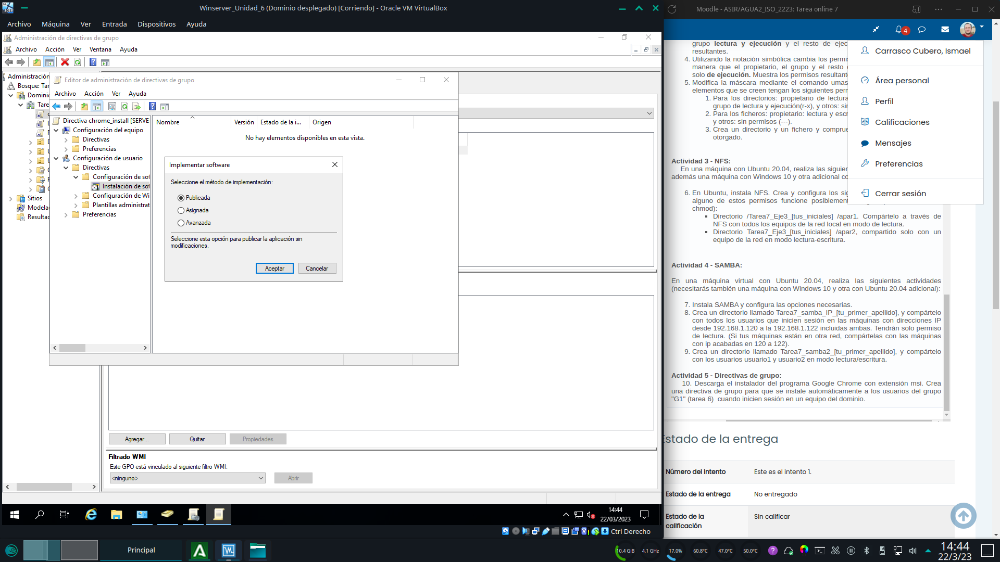 Winserver_Unidad_6 (Dominio desplegado) [Corriendo] - Oracle VM VirtualBox
Archivo Máquina Ver Entrada Dispositivos Ayuda
Administración de directivas de grupo
Archivo Acción Ver Ventana Ayuda
Administración
Bosque: Tar
Domini
Tare
Sitios
Modela
Resulta
Editor de administración de directivas de grupo
Archivo Acción Ver Ayuda
Directiva chrome_install [SERVE
Configuración del equipo
Directivas
Preferencias
Configuración de usuario
Directivas
Configuración de sof
Instalación de sof
Configuración de Wi
Plantillas administrat
Preferencias
Nombre Versión Estado de la i... Origen
No hay elementos disponibles en esta vista.
Implementar software
Seleccione el método de implementación:
Publicada
Asignada
Avanzada
Seleccione esta opción para publicar la aplicación sin
modificaciones.
Aceptar Cancelar
Agregar... Quitar Propiedades
Filtrado WMI
Este GPO está vinculado al siguiente filtro WMI:
<ninguno> Abrir
14:44
22/03/2023
Ctrl Derecho
Moodle - ASIR/AGUA2_ISO_2223: Tarea online 7
4
Carrasco Cubero, Ismael
Área personal
Perfil
Calificaciones
Mensajes
Preferencias
Cerrar sesión
grupo lectura y ejecución y el resto de ejec
resultantes.
4. Utilizando la notación simbólica cambia los permis
manera que el propietario, el grupo y el resto
solo de ejecución. Muestra los permisos resultant
5. Modifica la máscara mediante el comando umas
elementos que se creen tengan los siguientes perm
1. Para los directorios: propietario de lectura
grupo de lectura y ejecución(r-x), y otros: sir
2. Para los ficheros: propietario: lectura y escr
y otros: sin permisos (---).
3. Crea un directorio y un fichero y comprue
otorgado.
Actividad 3 - NFS:
En una máquina con Ubuntu 20.04, realiza las siguien
además una máquina con Windows 10 y otra adicional co
6. En Ubuntu, instala NFS. Crea y configura los sig
alguno de estos permisos funcione posiblement
chmod):
Directorio /Tarea7_Eje3_[tus_iniciales] /apar1. Compártelo a través de
NFS con todos los equipos de la red local en modo de lectura.
Directorio Tarea7_Eje3_[tus_iniciales] /apar2, compartido solo con un
equipo de la red en modo lectura-escritura.
Actividad 4 - SAMBA:
En una máquina virtual con Ubuntu 20.04, realiza las siguientes actividades
(necesitarás también una máquina con Windows 10 y otra con Ubuntu 20.04 adicional):
7. Instala SAMBA y configura las opciones necesarias.
8. Crea un directorio llamado Tarea7_samba_IP_[tu_primer_apellido], y compártelo
con todos los usuarios que inicien sesión en las máquinas con direcciones IP
desde 192.168.1.120 a la 192.168.1.122 incluidas ambas. Tendrán solo permiso
de lectura. (Si tus máquinas están en otra red, compártelas con las máquinas
con ip acabadas en 120 a 122).
9. Crea un directorio llamado Tarea7_samba2_[tu_primer_apellido], y compártelo
con los usuarios usuario1 y usuario2 en modo lectura/escritura.
Actividad 5 - Directivas de grupo:
10. Descarga el instalador del programa Google Chrome con extensión msi. Crea
una directiva de grupo para que se instale automáticamente a los usuarios del grupo
"G1" (tarea 6) cuando inicien sesión en un equipo del dominio.
Estado de la entrega
Número del Intento Este es el intento 1.
Estado de la entrega No entregado
Estado de la
calificación
Sin calificar
Principal
10,4 GiB 4,1 GHz 17,0% 60,8°C 47,0°C 50,0°C
14:44
22/3/23